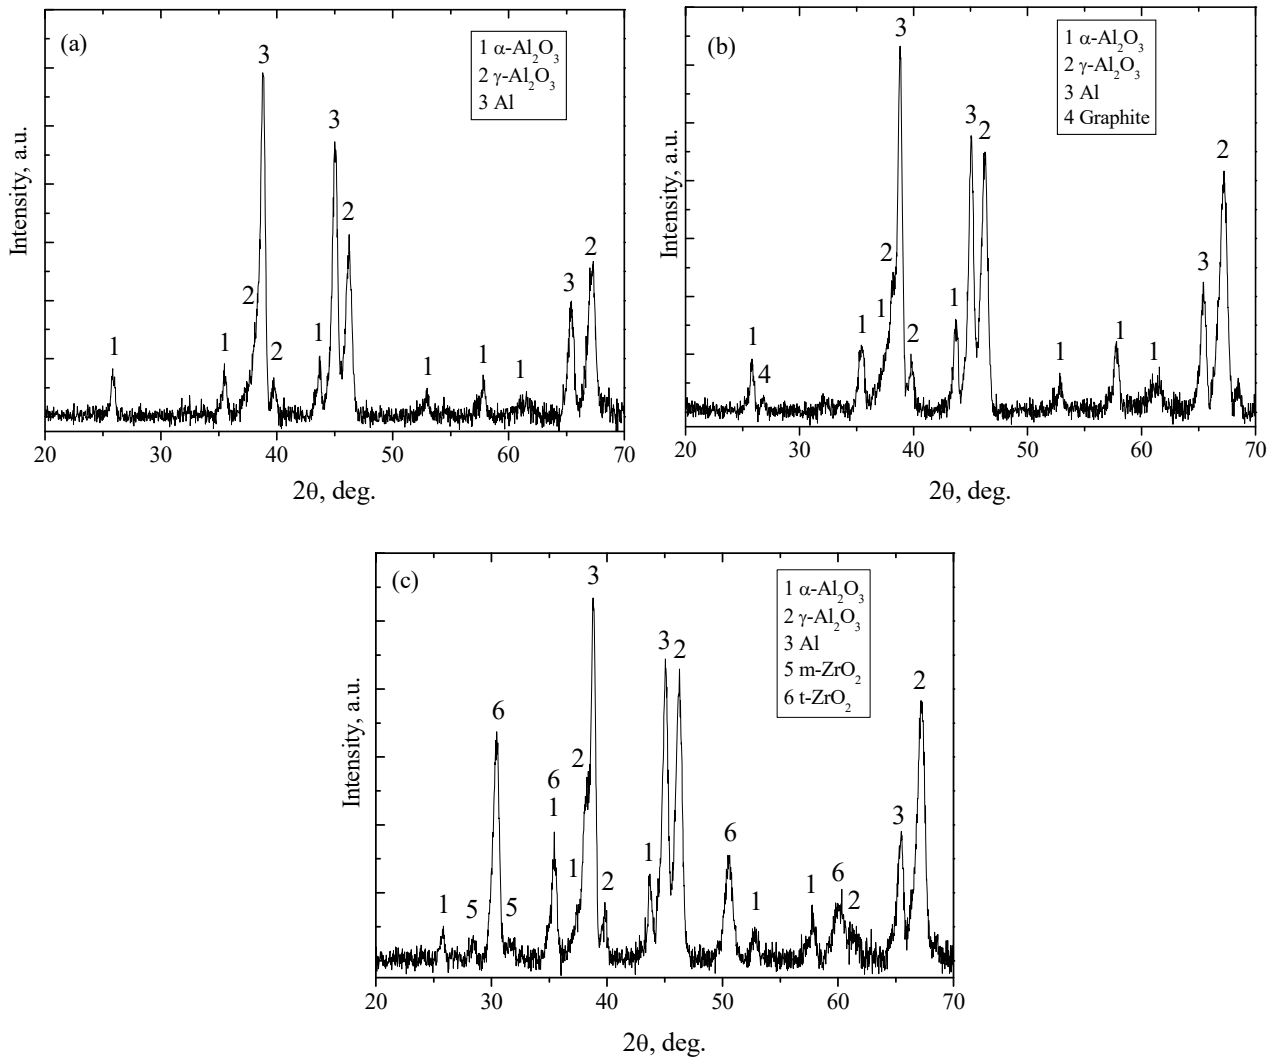 (a)
1 α-Al₂O₃
2 γ-Al₂O₃
3 Al
3
3
2
2
2
3
1
1
2
1
1
1
1
Intensity, a.u.
20 30 40 50 60 70
2θ, deg.
(b)
1 α-Al₂O₃
2 γ-Al₂O₃
3 Al
4 Graphite
3
3
2
2
2
3
1
1
1
1
2
4
1
1
1
Intensity, a.u.
20 30 40 50 60 70
2θ, deg.
(c)
1 α-Al₂O₃
2 γ-Al₂O₃
3 Al
5 m-ZrO₂
6 t-ZrO₂
3
3
2
2
6
2
6
1
3
6
1
1
2
6
1
5
5
1
1
2
Intensity, a.u.
20 30 40 50 60 70
2θ, deg.